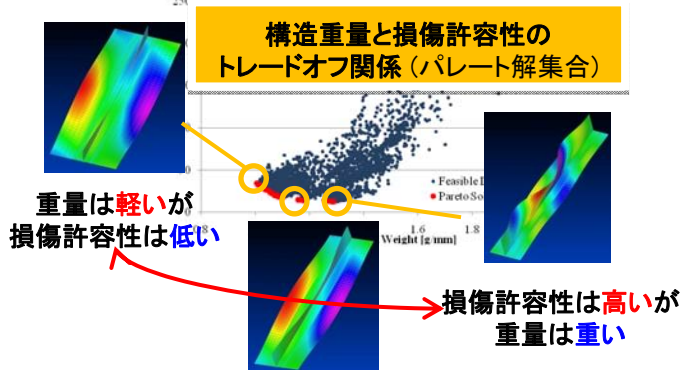 構造重量と損傷許容性の
トレードオフ関係（パレート解集合）
Feasible
Pareto
重量は軽いが
損傷許容性は低い
0.8
Weight [g/mm]
1.6
1.8
損傷許容性は高いが
重量は重い